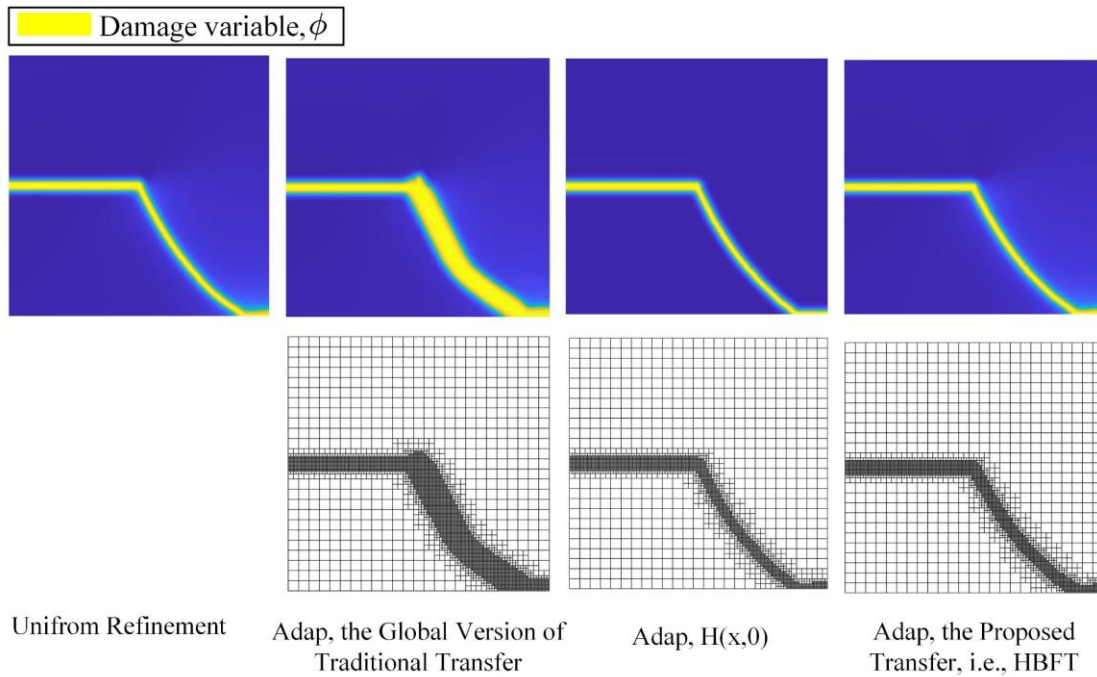 Damage variable, ϕ
Unifrom Refinement
Adap, the Global Version of
Traditional Transfer
Adap, H(x,0)
Adap, the Proposed
Transfer, i.e., HBFT